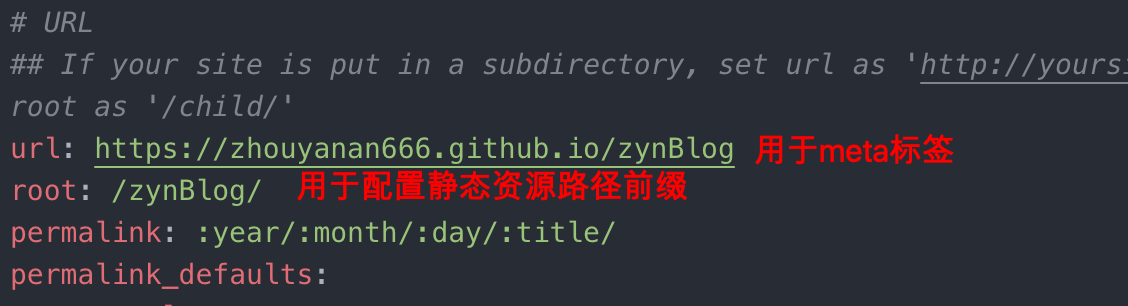 # URL
## If your site is put in a subdirectory, set url as 'http://yoursi
root as '/child/'
url: https://zhouyanan666.github.io/zynBlog 用于meta标签
root: /zynBlog/ 用于配置静态资源路径前缀
permalink: :year/:month/:day/:title/
permalink_defaults: